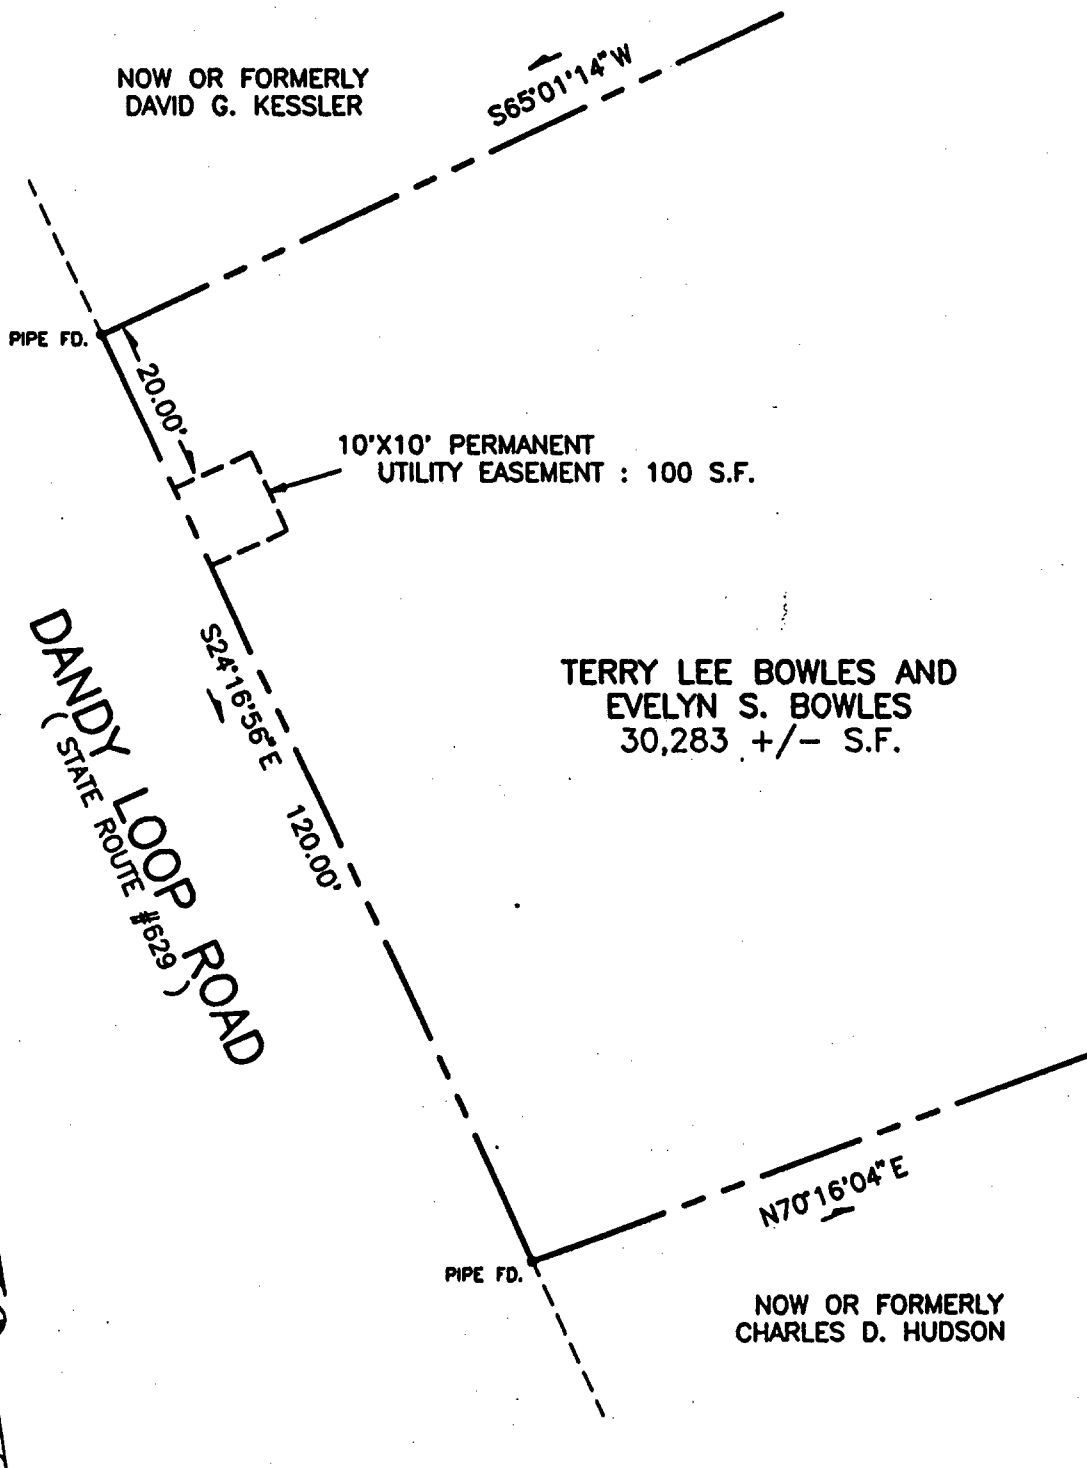 NOW OR FORMERLY
DAVID G. KESSLER
S65°01'14"W
PIPE FD.
20.00'
10'X10' PERMANENT
UTILITY EASEMENT : 100 S.F.
S24°16'56"E 120.00'
DANDY LOOP ROAD
( STATE ROUTE #629 )
TERRY LEE BOWLES AND
EVELYN S. BOWLES
30,283 +/- S.F.
N70°16'04"E
PIPE FD.
NOW OR FORMERLY
CHARLES D. HUDSON